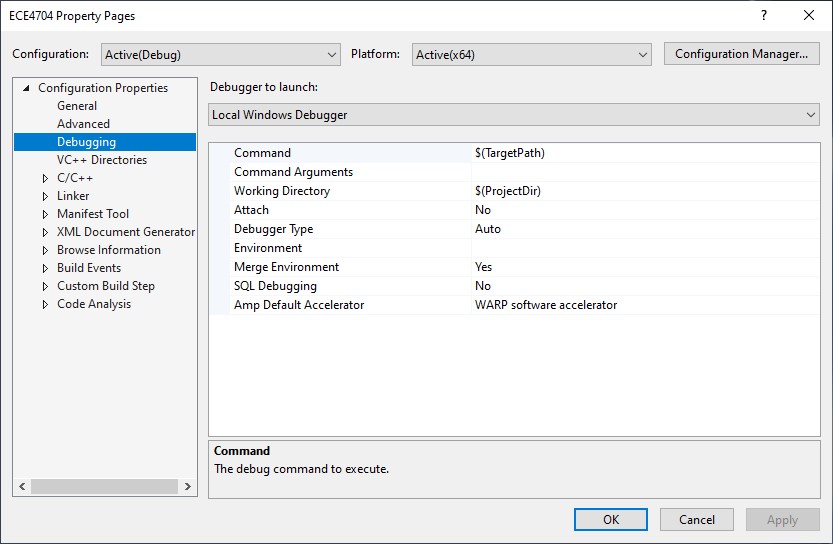 ECE4704 Property Pages
?
Configuration: Active(Debug) Platform: Active(x64) Configuration Manager...
Configuration Properties
General
Advanced
Debugging
VC++ Directories
C/C++
Linker
Manifest Tool
XML Document Generator
Browse Information
Build Events
Custom Build Step
Code Analysis
Debugger to launch:
Local Windows Debugger
Command $(TargetPath)
Command Arguments
Working Directory $(ProjectDir)
Attach No
Debugger Type Auto
Environment
Merge Environment Yes
SQL Debugging No
Amp Default Accelerator WARP software accelerator
Command
The debug command to execute.
OK Cancel Apply